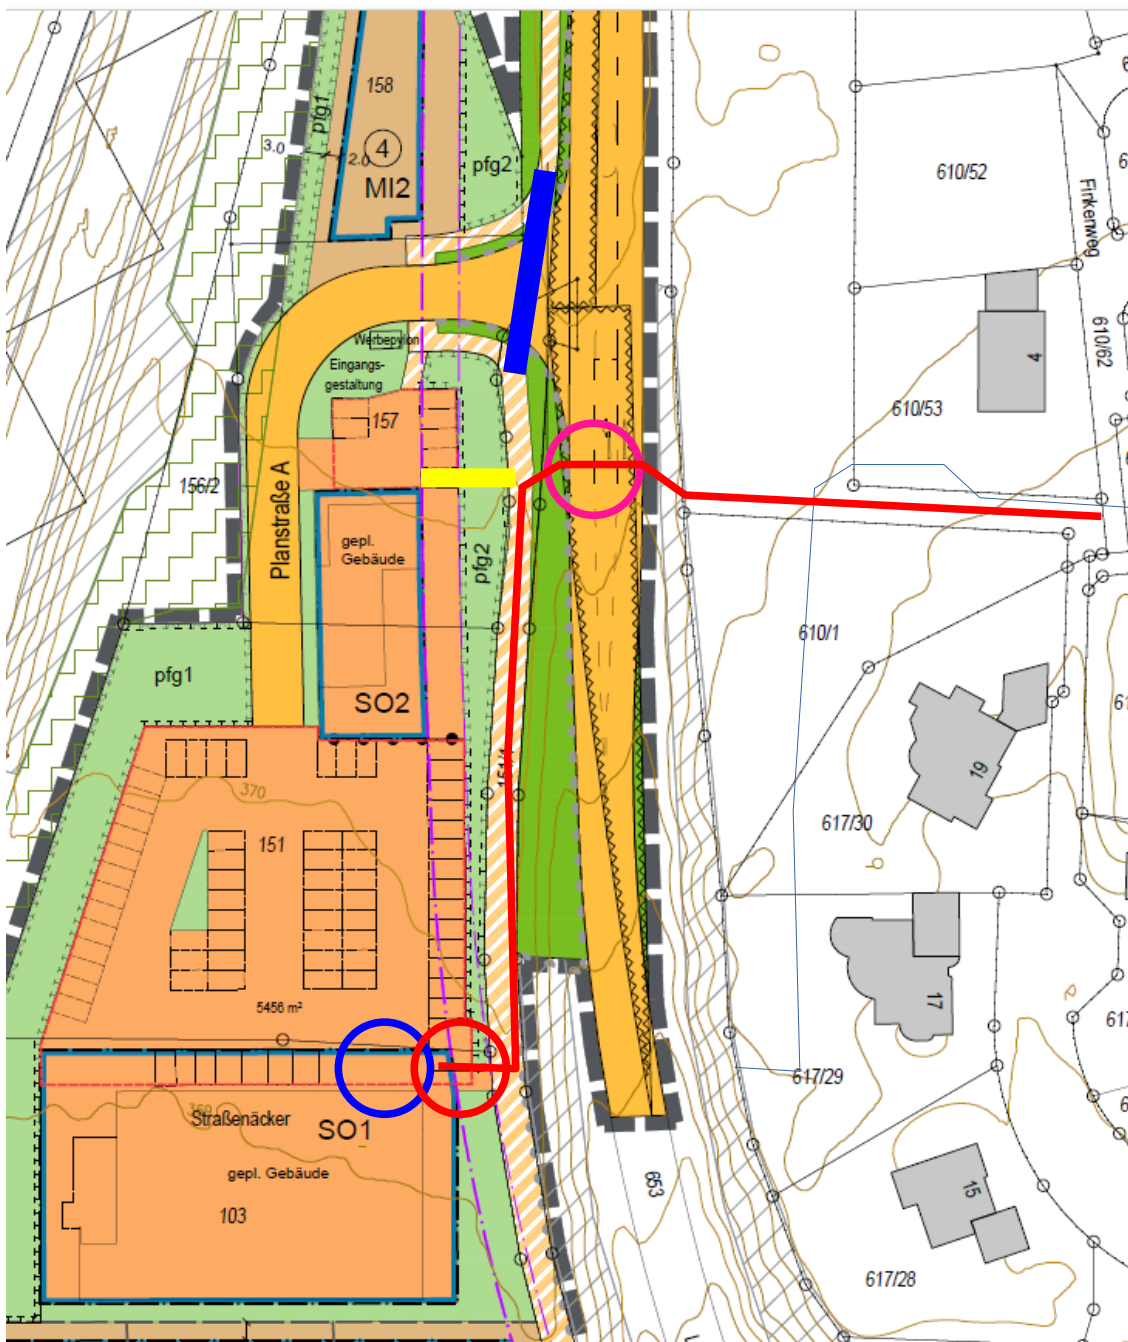 158
pfg1
3.0
2.0
4
MI2
pfg2
610/52
Finkenweg
610/62
4
610/53
Werbepylon
Eingangs-
gestaltung
157
156/2
Planstraße A
gepl.
Gebäude
pfg2
610/1
pfg1
SO2
19
151/1
370
151
617/30
5456 m²
17
617/29
Straßenäcker
SO1
gepl. Gebäude
103
653
15
617/28